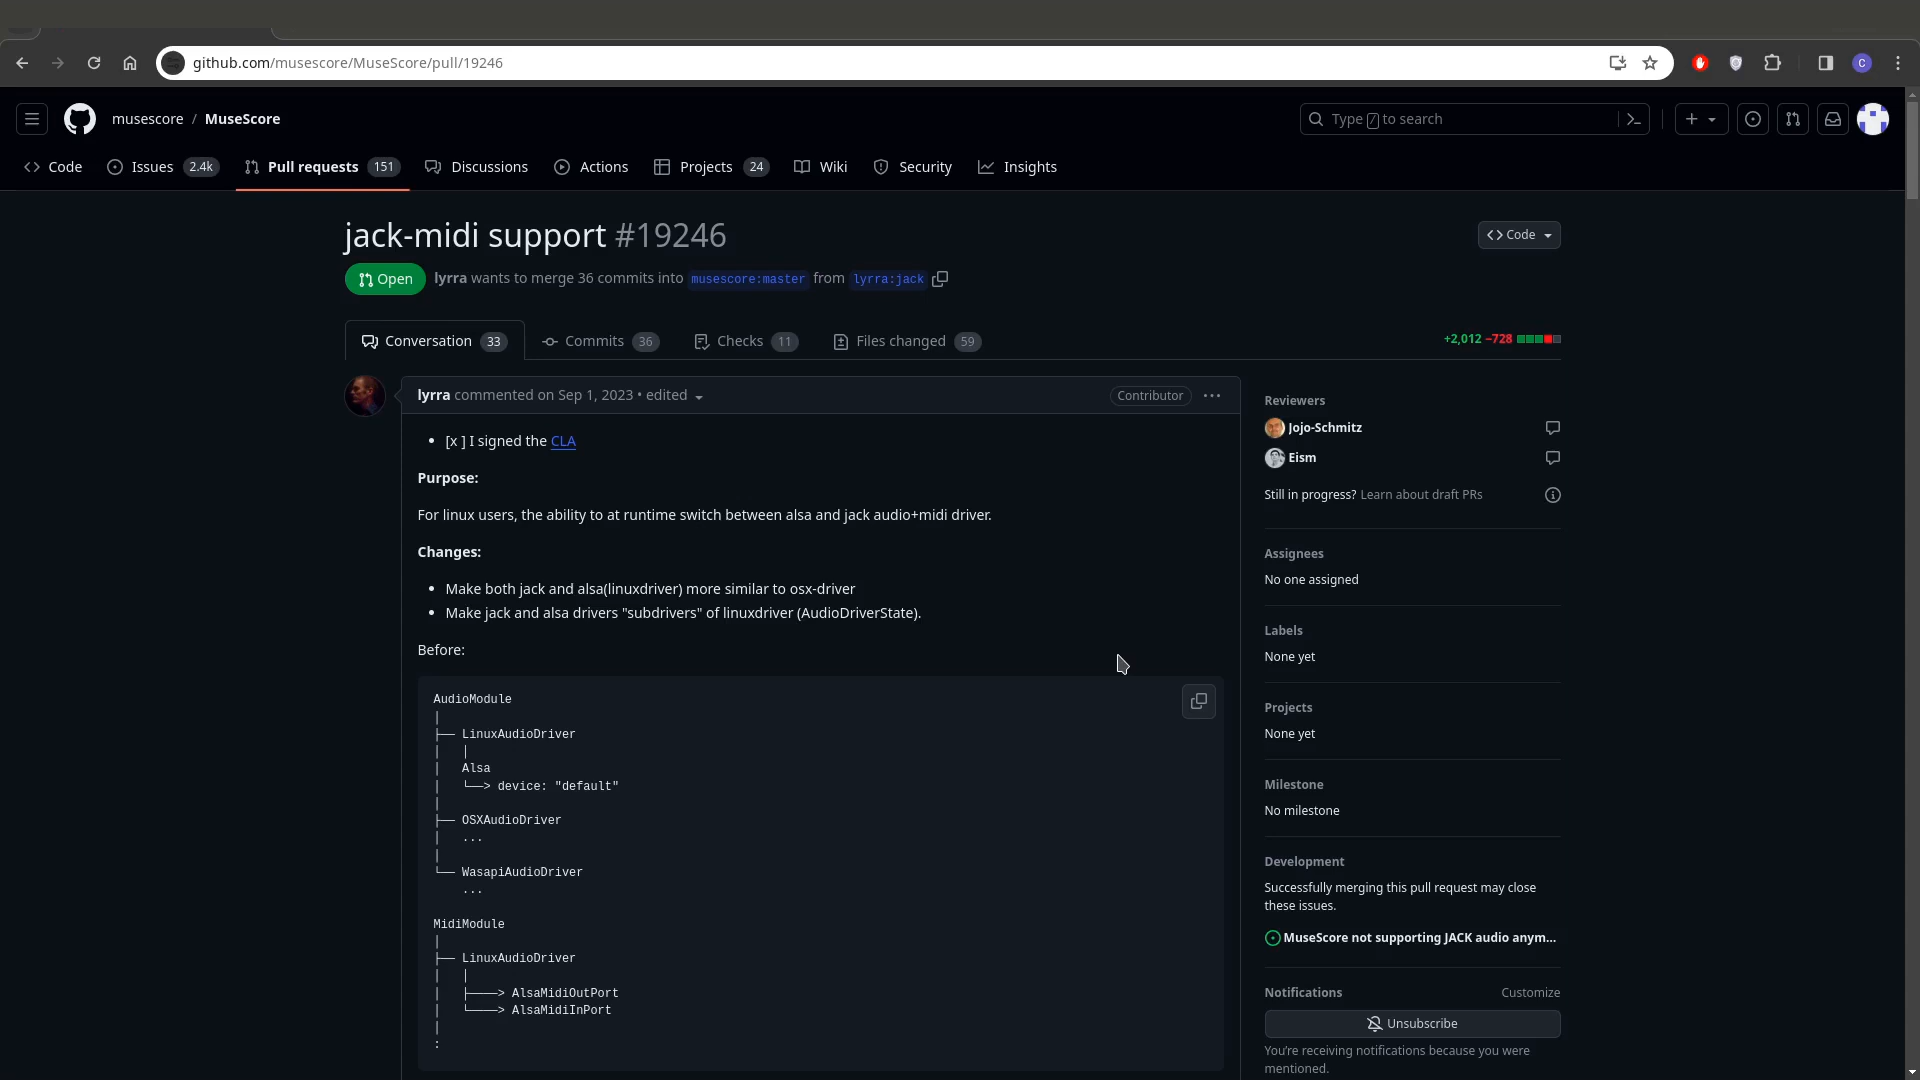 github.com/musescore/MuseScore/pull/19246
C
musescore / MuseScore
Type / to search
Code
Issues 2.4k
Pull requests 151
Discussions
Actions
Projects 24
Wiki
Security
Insights
jack-midi support #19246
Code
Open
lyrra wants to merge 36 commits into musescore:master from lyrra:jack
Conversation 33
Commits 36
Checks 11
Files changed 59
+2,012 −728
lyrra commented on Sep 1, 2023 • edited
Contributor
• [x ] I signed the CLA
Purpose:
For linux users, the ability to at runtime switch between alsa and jack audio+midi driver.
Changes:
• Make both jack and alsa(linuxdriver) more similar to osx-driver
• Make jack and alsa drivers "subdrivers" of linuxdriver (AudioDriverState).
Before:
AudioModule
│
├── LinuxAudioDriver
│   │
│   Alsa
│   └──> device: "default"
│
├── OSXAudioDriver
│   ...
│
└── WasapiAudioDriver
    ...
MidiModule
│
├── LinuxAudioDriver
│   │
│   ├────> AlsaMidiOutPort
│   └────> AlsaMidiInPort
│
:
Reviewers
Jojo-Schmitz
Eism
Still in progress? Learn about draft PRs
Assignees
No one assigned
Labels
None yet
Projects
None yet
Milestone
No milestone
Development
Successfully merging this pull request may close
these issues.
MuseScore not supporting JACK audio anym...
Notifications
Customize
Unsubscribe
You're receiving notifications because you were
mentioned.